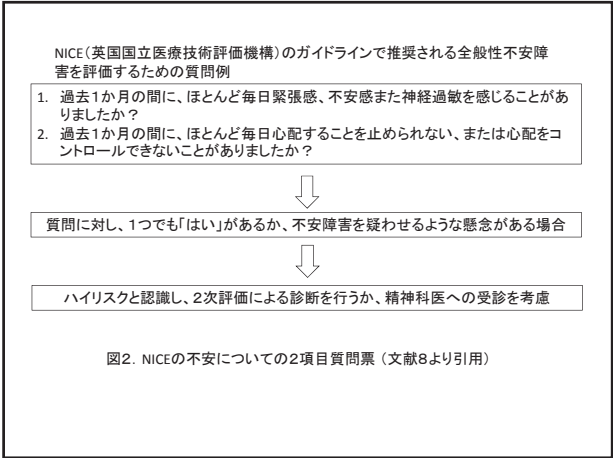 NICE(英国国立医療技術評価機構)のガイドラインで推奨される全般性不安障
害を評価するための質問例
1. 過去1か月の間に、ほとんど毎日緊張感、不安感また神経過敏を感じることがあ
りましたか？
2. 過去1か月の間に、ほとんど毎日心配することを止められない、または心配をコ
ントロールできないことがありましたか？
質問に対し、1つでも「はい」があるか、不安障害を疑わせるような懸念がある場合
ハイリスクと認識し、2次評価による診断を行うか、精神科医への受診を考慮
図2. NICEの不安についての2項目質問票（文献8より引用）